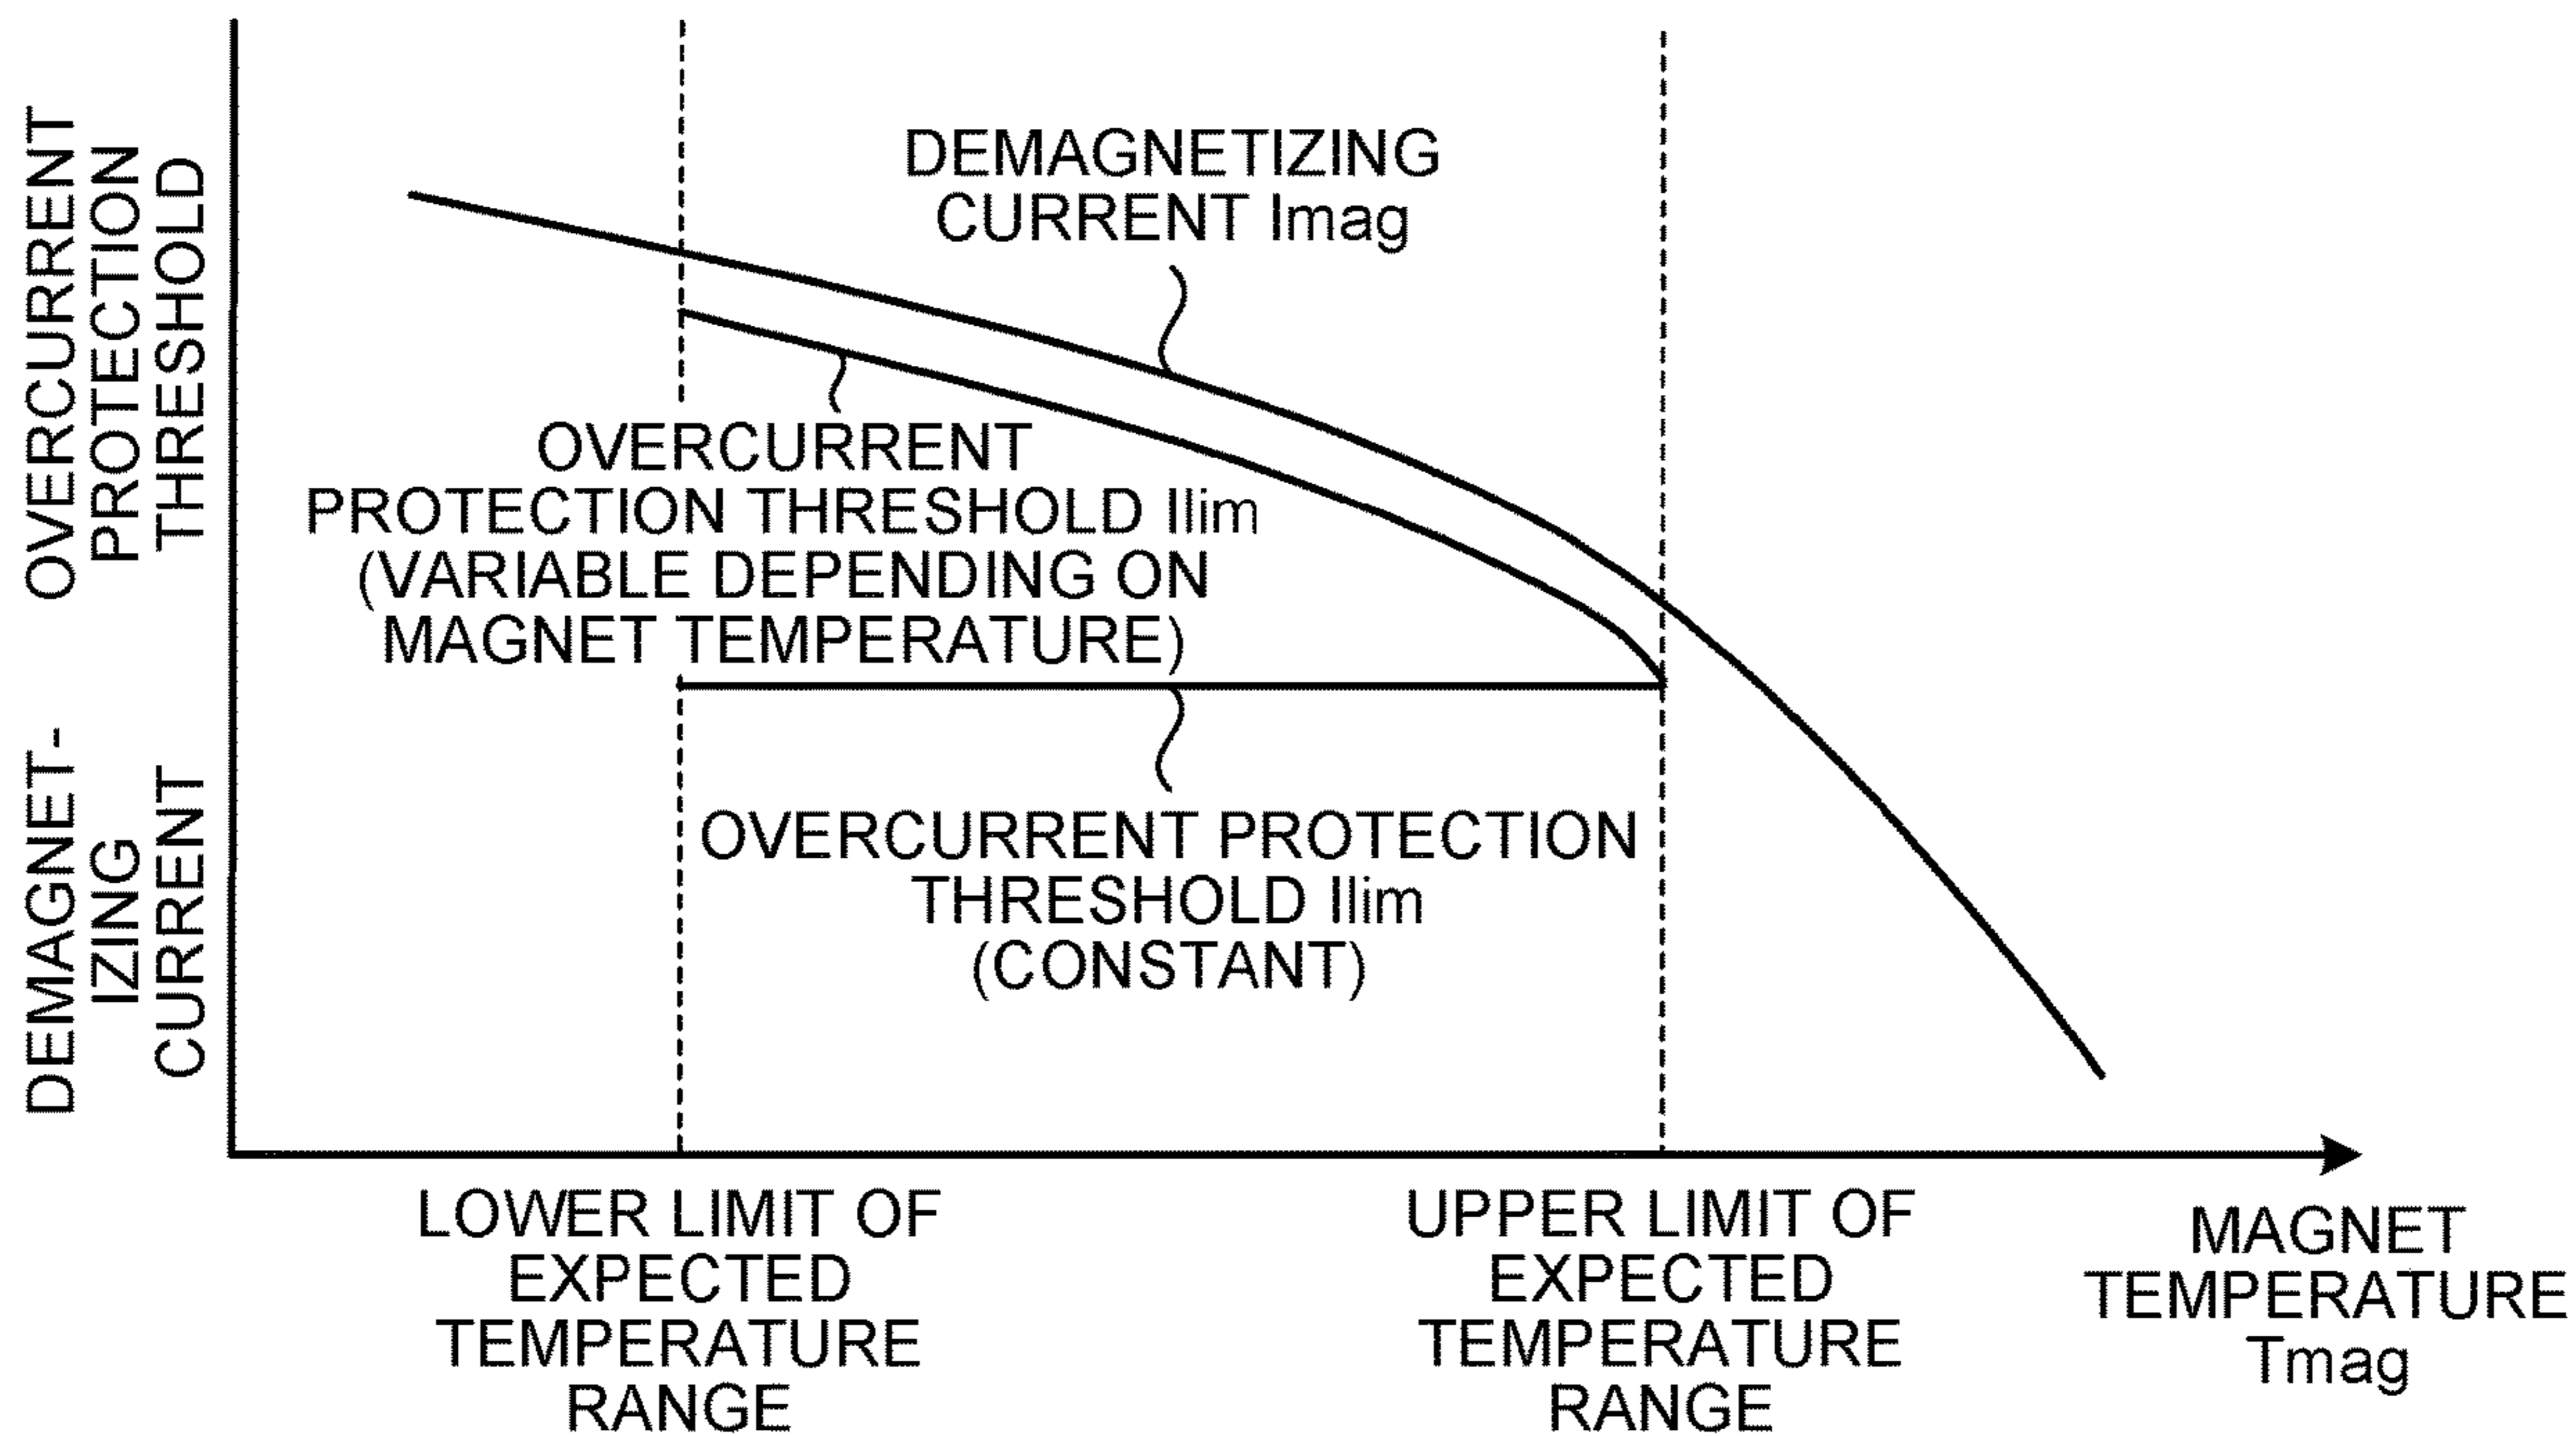 OVERCURRENT
PROTECTION
THRESHOLD
DEMAGNET-
IZING
CURRENT
DEMAGNETIZING
CURRENT Imag
OVERCURRENT
PROTECTION THRESHOLD Ilim
(VARIABLE DEPENDING ON
MAGNET TEMPERATURE)
OVERCURRENT PROTECTION
THRESHOLD Ilim
(CONSTANT)
LOWER LIMIT OF
EXPECTED
TEMPERATURE
RANGE
UPPER LIMIT OF
EXPECTED
TEMPERATURE
RANGE
MAGNET
TEMPERATURE
Tmag